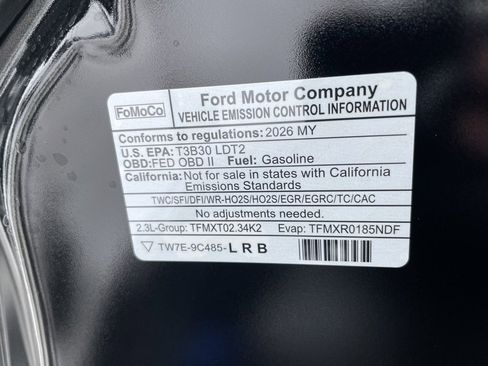 FoMoCo
Ford Motor Company
VEHICLE EMISSION CONTROL INFORMATION
Conforms to regulations: 2026 MY
U.S. EPA: T3B30 LDT2
OBD: FED OBD II Fuel: Gasoline
California: Not for sale in states with California
Emissions Standards
TWC/SFI/DFI/WR-HO2S/HO2S/EGR/EGRC/TC/CAC
No adjustments needed.
2.3L-Group: TFMXT02.34K2 Evap: TFMXR0185NDF
TW7E-9C485- L R B